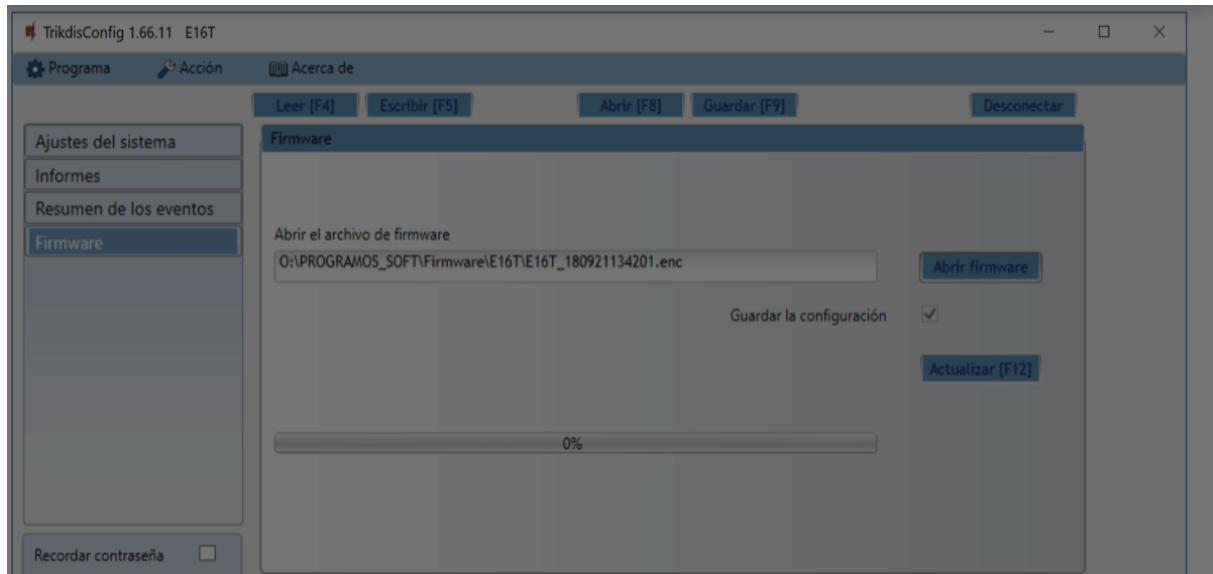 TrikdisConfig 1.66.11 E16T
Programa Acción Acerca de
Leer [F4] Escribir [F5] Abrir [F8] Guardar [F9] Desconectar
Ajustes del sistema
Informes
Resumen de los eventos
Firmware
Firmware
Abrir el archivo de firmware
O:\PROGRAMOS_SOFT\Firmware\E16T\E16T_180921134201.enc
Abrir firmware
Guardar la configuración
Actualizar [F12]
0%
Recordar contraseña